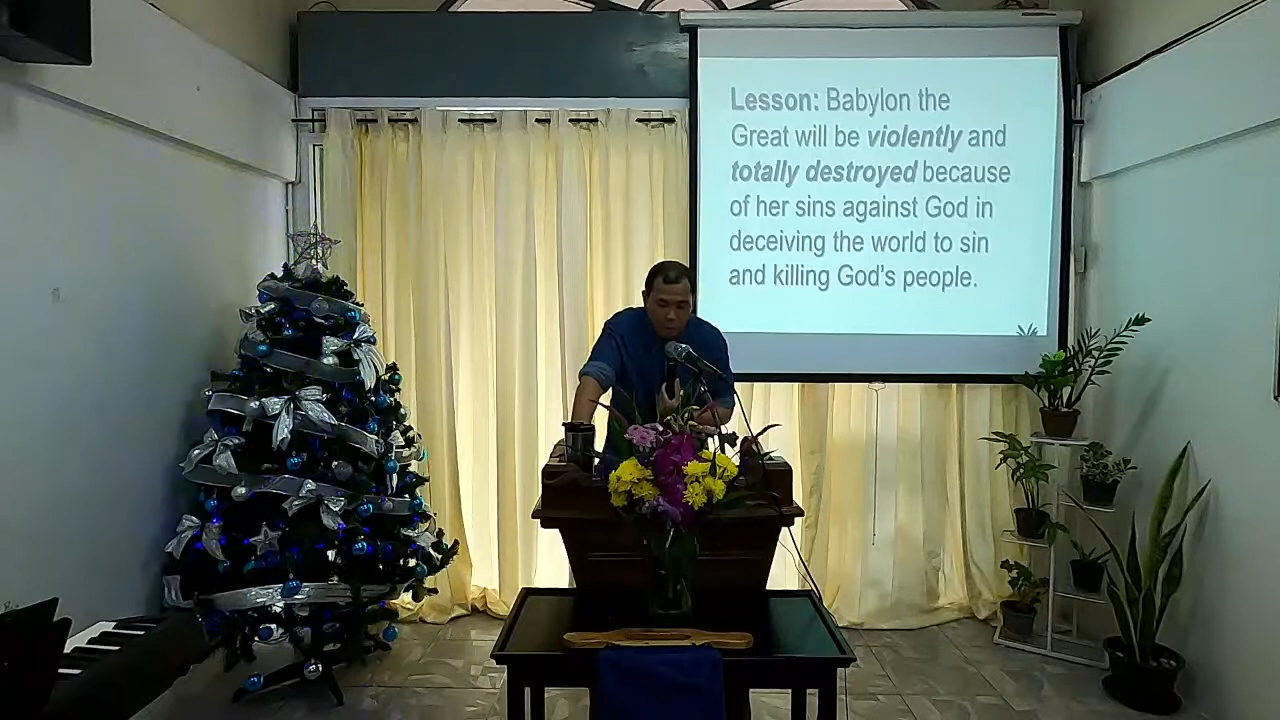 Lesson: Babylon the
Great will be violently and
totally destroyed because
of her sins against God in
deceiving the world to sin
and killing God's people.